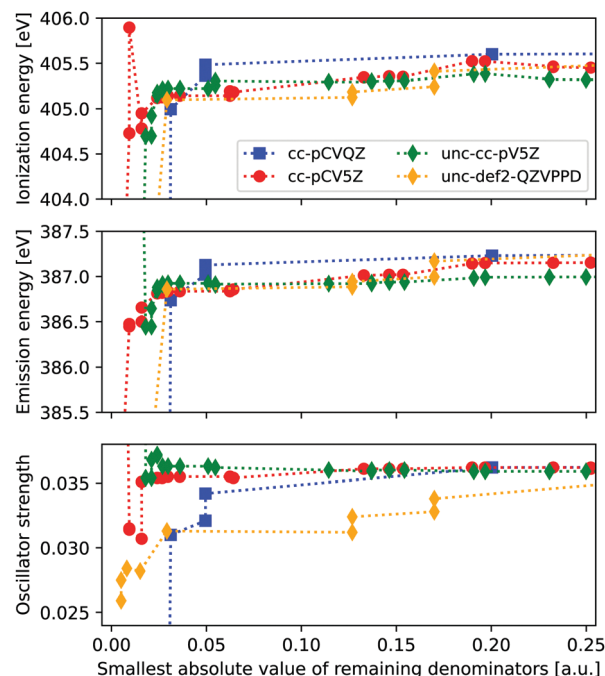 Ionization energy [eV]
406.0
405.5
405.0
404.5
404.0
cc-pCVQZ
cc-pCV5Z
unc-cc-pV5Z
unc-def2-QZVPPD
Emission energy [eV]
387.5
387.0
386.5
386.0
385.5
Oscillator strength
0.035
0.030
0.025
0.00 0.05 0.10 0.15 0.20 0.25
Smallest absolute value of remaining denominators [a.u.]